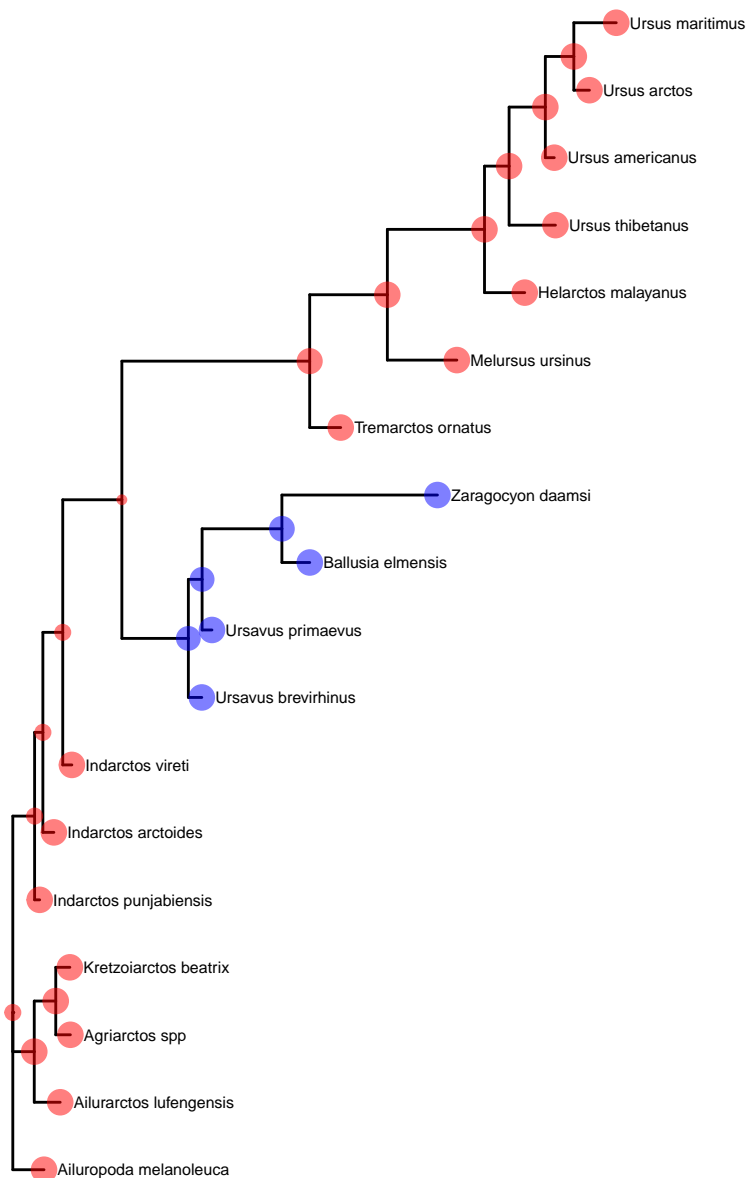 Ursus maritimus
Ursus arctos
Ursus americanus
Ursus thibetanus
Helarctos malayanus
Melursus ursinus
Tremarctos ornatus
Zaragocyon daamsi
Ballusia elmensis
Ursavus primaevus
Ursavus brevirhinus
Indarctos vireti
Indarctos arctoides
Indarctos punjabiensis
Kretzoiarctos beatrix
Agriarctos spp
Ailurarctos lufengensis
Ailuropoda melanoleuca